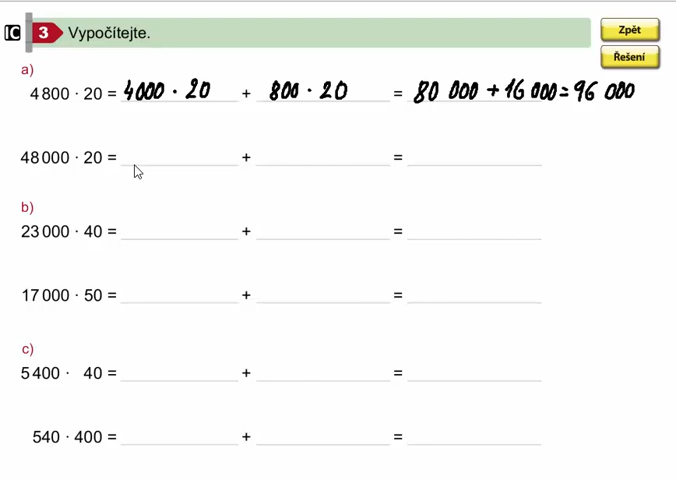 IC 3 Vypočítejte. Zpět
Řešení
a)
4 800 · 20 = 4000 · 20 + 800 · 20 = 80 000 + 16 000 = 96 000
48 000 · 20 = + =
b)
23 000 · 40 = + =
17 000 · 50 = + =
c)
5 400 · 40 = + =
540 · 400 = + =